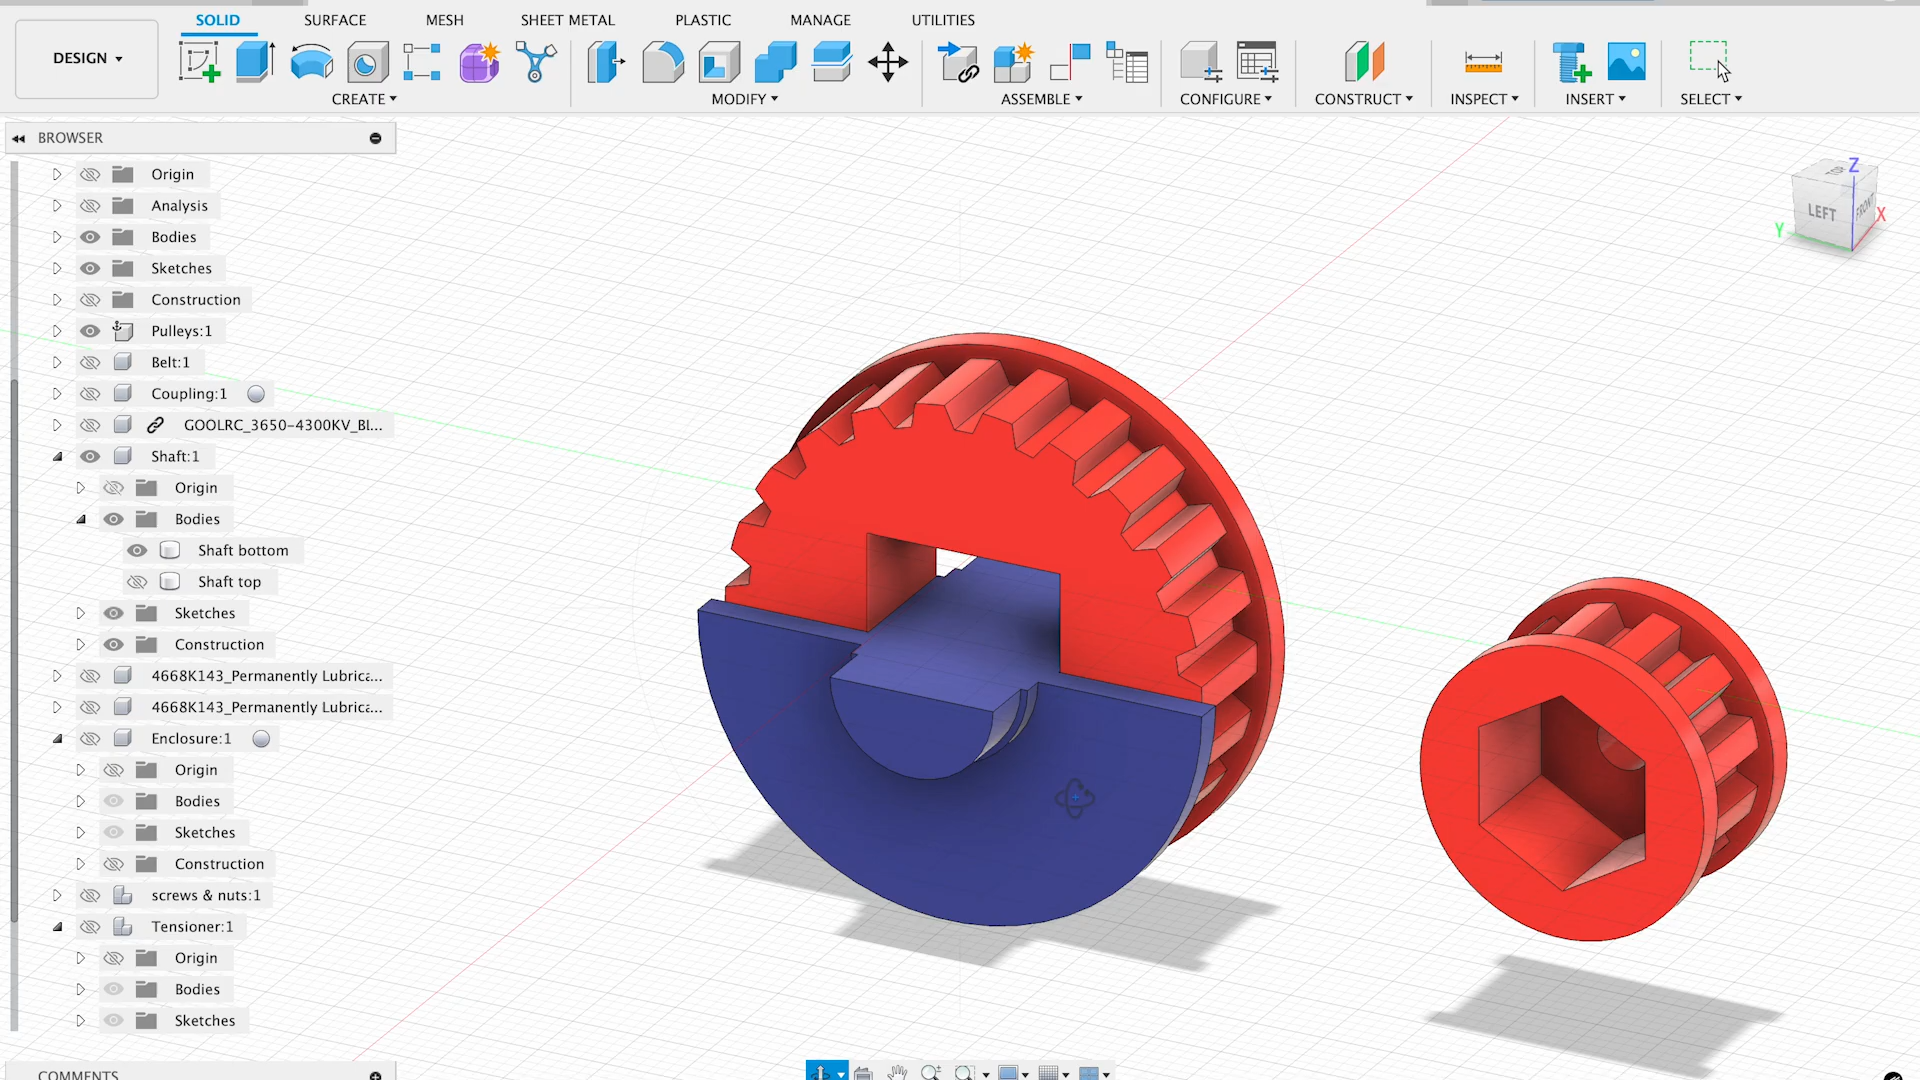 SOLID SURFACE MESH SHEET METAL PLASTIC MANAGE UTILITIES
DESIGN
CREATE MODIFY ASSEMBLE CONFIGURE CONSTRUCT INSPECT INSERT SELECT
BROWSER
Origin
Analysis
Bodies
Sketches
Construction
Pulleys:1
Belt:1
Coupling:1
GOOLRC_3650-4300KV_Bl...
Shaft:1
Origin
Bodies
Shaft bottom
Shaft top
Sketches
Construction
4668K143_Permanently Lubrica...
4668K143_Permanently Lubrica...
Enclosure:1
Origin
Bodies
Sketches
Construction
screws & nuts:1
Tensioner:1
Origin
Bodies
Sketches
COMMENTS
TOP
Z
LEFT
FRONT
X
Y